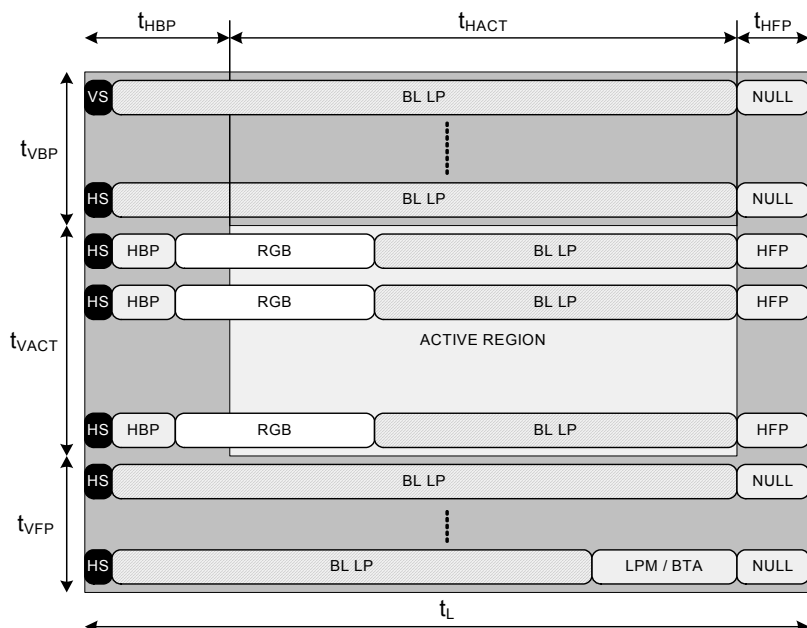 tHBP tHACT tHFP
VS BL LP NULL
tVBP
HS BL LP NULL
HS HBP RGB BL LP HFP
HS HBP RGB BL LP HFP
tVACT ACTIVE REGION
HS HBP RGB BL LP HFP
HS BL LP NULL
tVFP
HS BL LP LPM / BTA NULL
tL